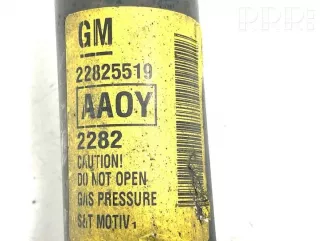 GM
22825519
AAOY
2282
CAUTION!
DO NOT OPEN
GAS PRESSURE
S&T MOTIV